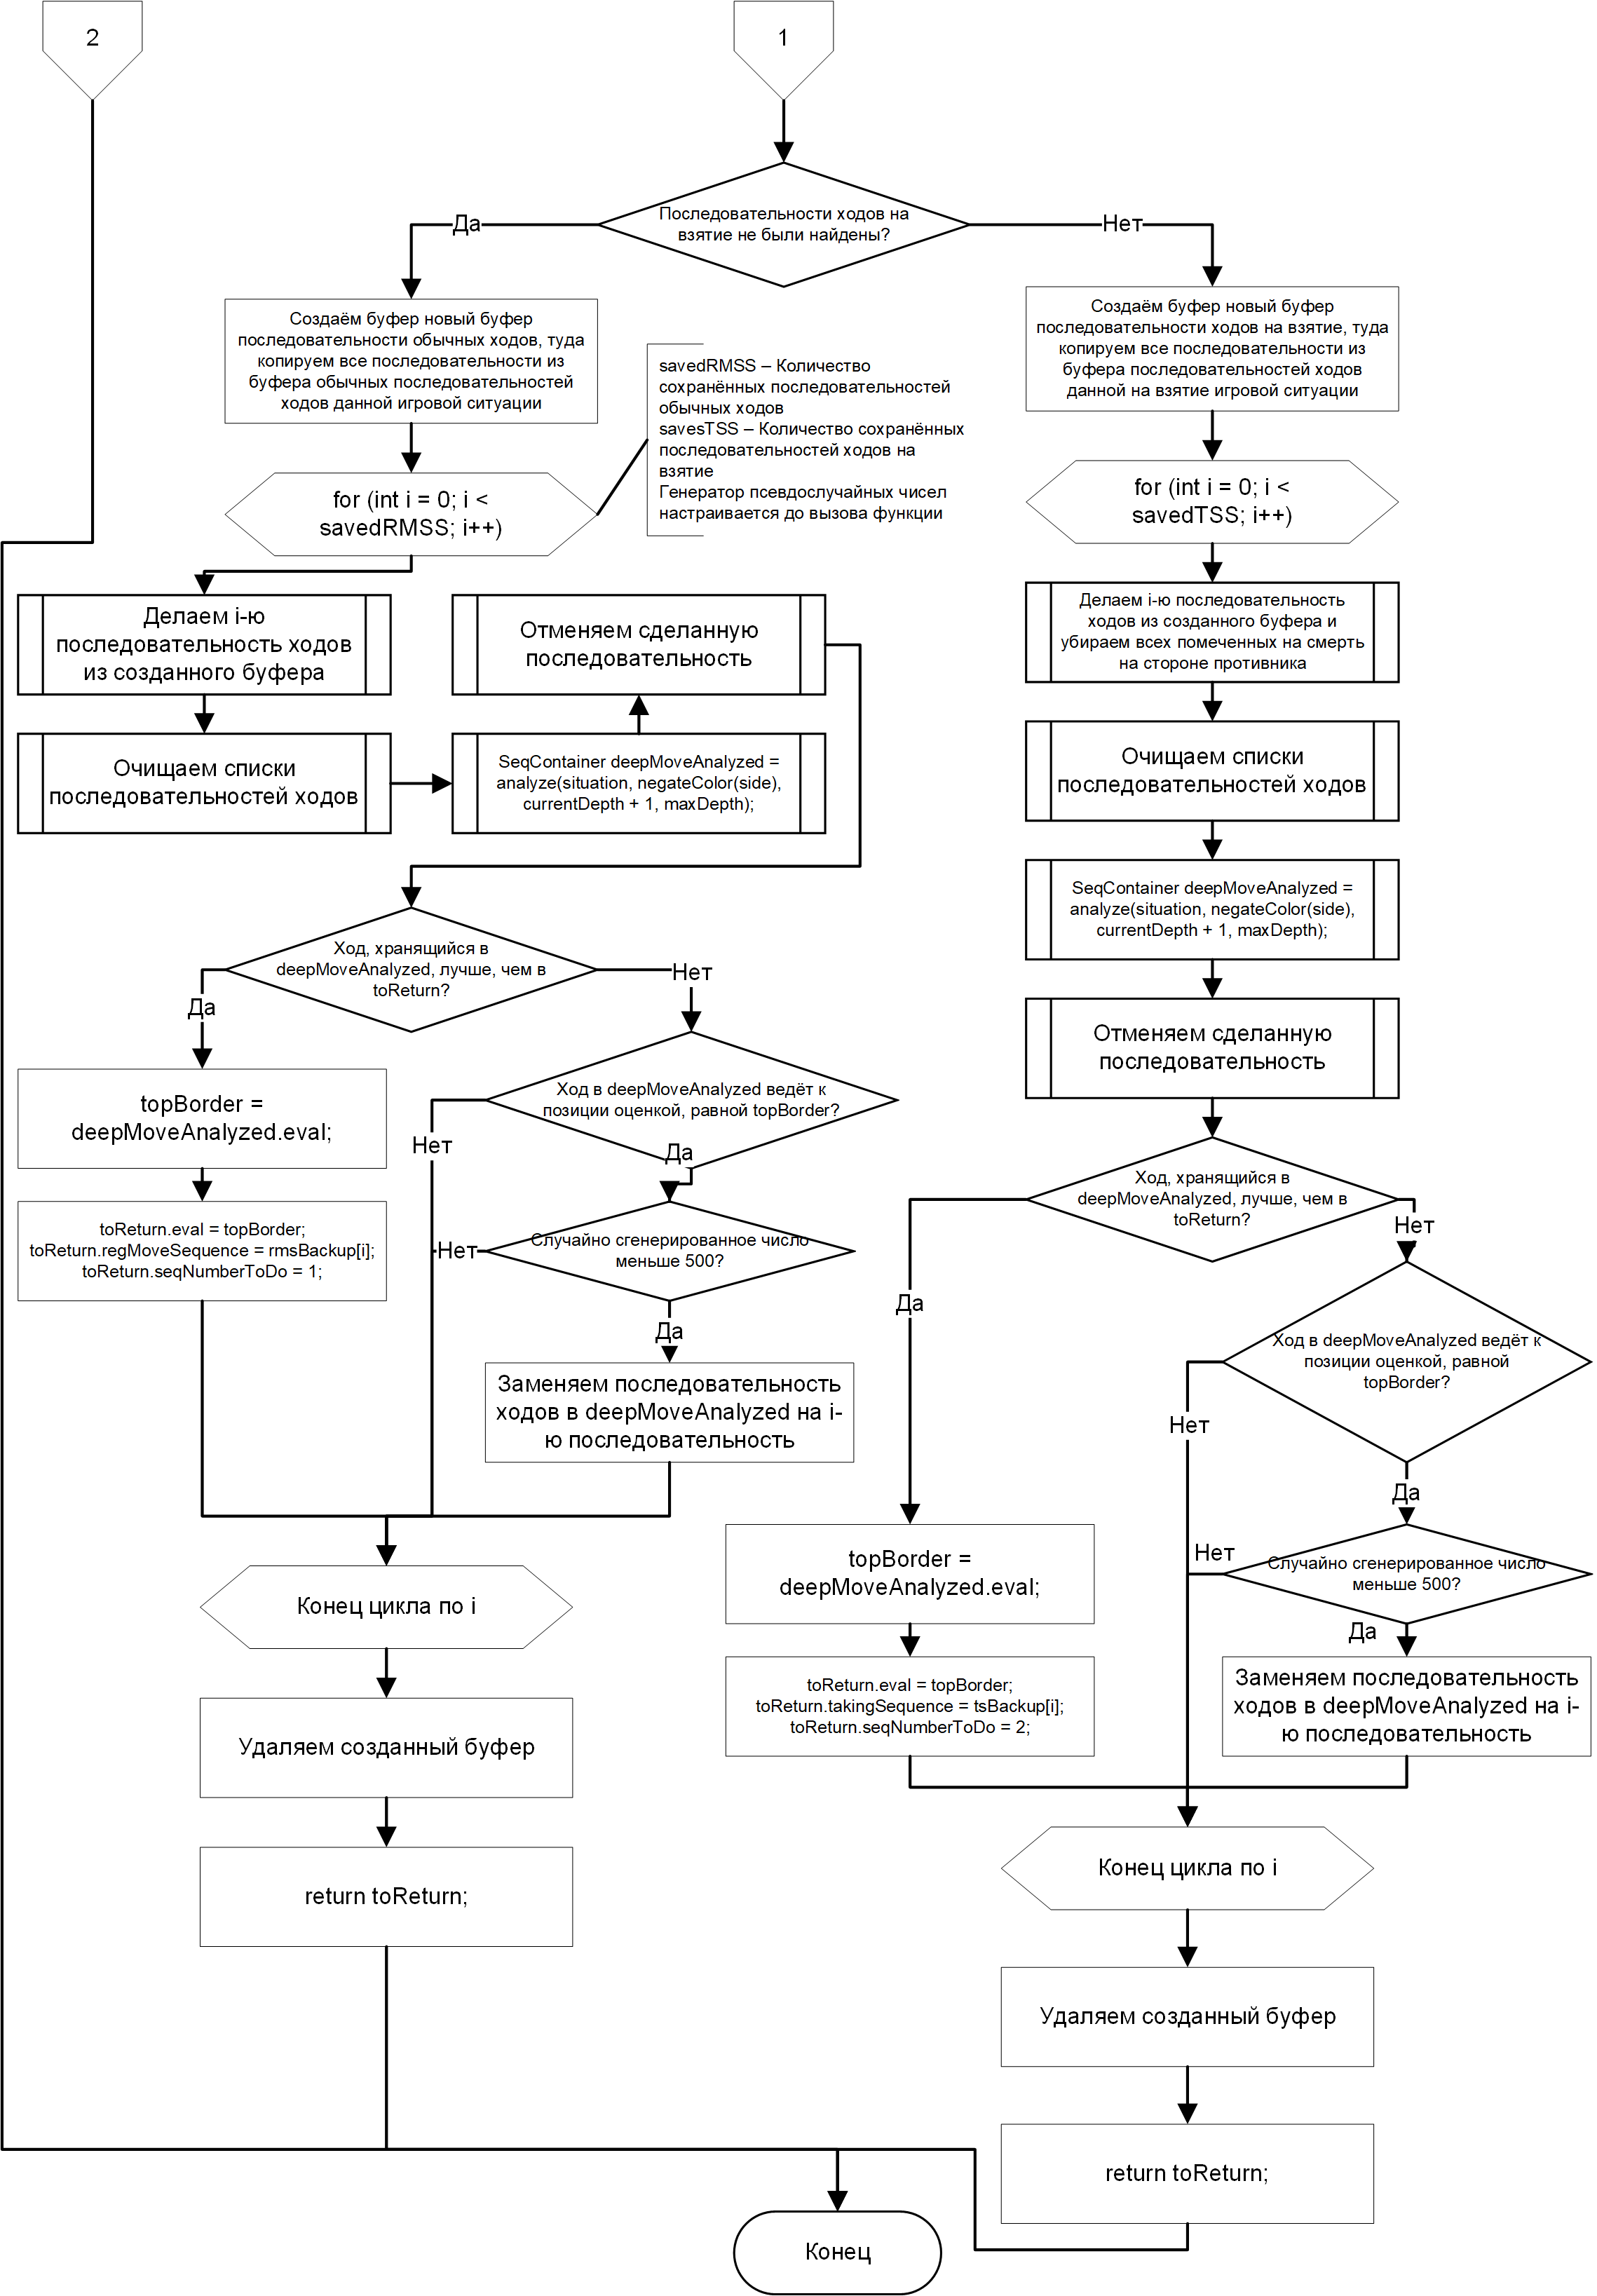 2
1
Последовательности ходов на
взятие не были найдены?
Да
Нет
Создаём буфер новый буфер
последовательности обычных ходов, туда
копируем все последовательности из
буфера обычных последовательностей
ходов данной игровой ситуации
savedRMSS – Количество
сохранённых последовательностей
обычных ходов
savesTSS – Количество сохранённых
последовательностей ходов на
взятие
Генератор псевдослучайных чисел
настраивается до вызова функции
Создаём буфер новый буфер
последовательности ходов на взятие, туда
копируем все последовательности из
буфера последовательностей ходов
данной на взятие игровой ситуации
for (int i = 0; i <
savedRMSS; i++)
for (int i = 0; i <
savedTSS; i++)
Делаем i-ю
последовательность ходов
из созданного буфера
Отменяем сделанную
последовательность
Делаем i-ю последовательность
ходов из созданного буфера и
убираем всех помеченных на смерть
на стороне противника
Очищаем списки
последовательностей ходов
SeqContainer deepMoveAnalyzed =
analyze(situation, negateColor(side),
currentDepth + 1, maxDepth);
Очищаем списки
последовательностей ходов
SeqContainer deepMoveAnalyzed =
analyze(situation, negateColor(side),
currentDepth + 1, maxDepth);
Ход, хранящийся в
deepMoveAnalyzed, лучше, чем в
toReturn?
Да
Нет
Отменяем сделанную
последовательность
topBorder =
deepMoveAnalyzed.eval;
Ход в deepMoveAnalyzed ведёт к
позиции оценкой, равной topBorder?
Нет
Да
Ход, хранящийся в
deepMoveAnalyzed, лучше, чем в
toReturn?
Нет
Да
toReturn.eval = topBorder;
toReturn.regMoveSequence = rmsBackup[i];
toReturn.seqNumberToDo = 1;
Случайно сгенерированное число
меньше 500?
Нет
Да
Заменяем последовательность
ходов в deepMoveAnalyzed на i-
ю последовательность
Ход в deepMoveAnalyzed ведёт к
позиции оценкой, равной
topBorder?
Нет
Да
Случайно сгенерированное число
меньше 500?
Нет
Да
topBorder =
deepMoveAnalyzed.eval;
Конец цикла по i
toReturn.eval = topBorder;
toReturn.takingSequence = tsBackup[i];
toReturn.seqNumberToDo = 2;
Заменяем последовательность
ходов в deepMoveAnalyzed на i-
ю последовательность
Удаляем созданный буфер
return toReturn;
Конец цикла по i
Удаляем созданный буфер
return toReturn;
Конец